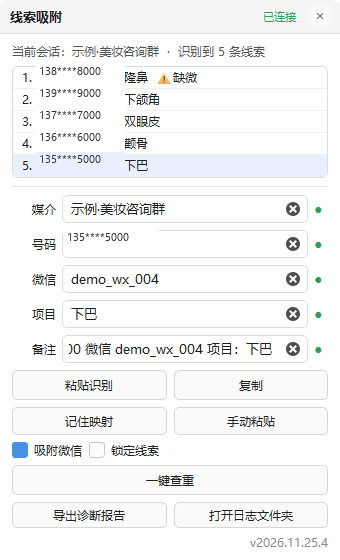 线索吸附 已连接 ×
当前会话：示例·美妆咨询群 · 识别到 5 条线索
1. 138****8000 隆鼻 ⚠缺微
2. 139****9000 下颌角
3. 137****7000 双眼皮
4. 136****6000 颧骨
5. 135****5000 下巴
媒介 示例·美妆咨询群
号码 135****5000
微信 demo_wx_004
项目 下巴
备注 00 微信 demo_wx_004 项目：下巴
粘贴识别 复制
记住映射 手动粘贴
吸附微信 锁定线索
一键查重
导出诊断报告 打开日志文件夹
v2026.11.25.4